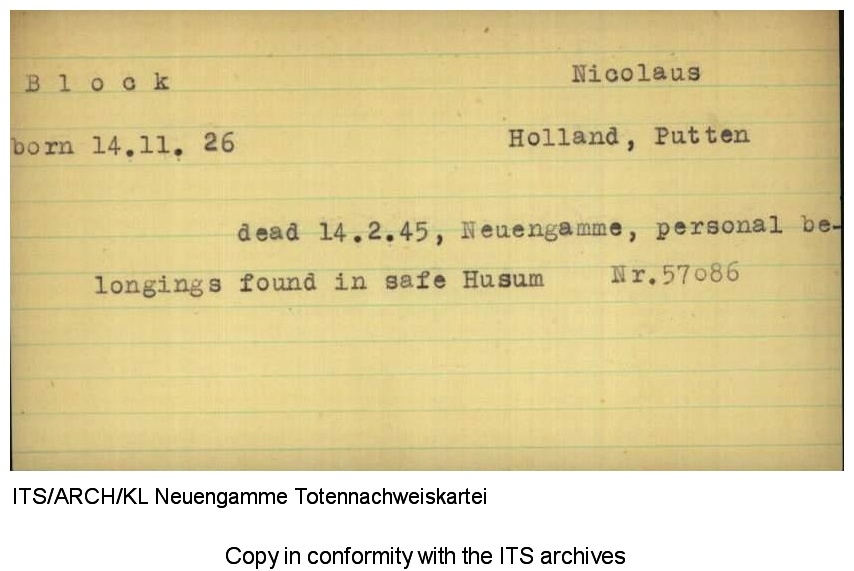 B l o c k Nicolaus
born 14.11. 26 Holland, Putten
dead 14.2.45, Neuengamme, personal be-
longings found in safe Husum Nr.57o86
ITS/ARCH/KL Neuengamme Totennachweiskartei
Copy in conformity with the ITS archives